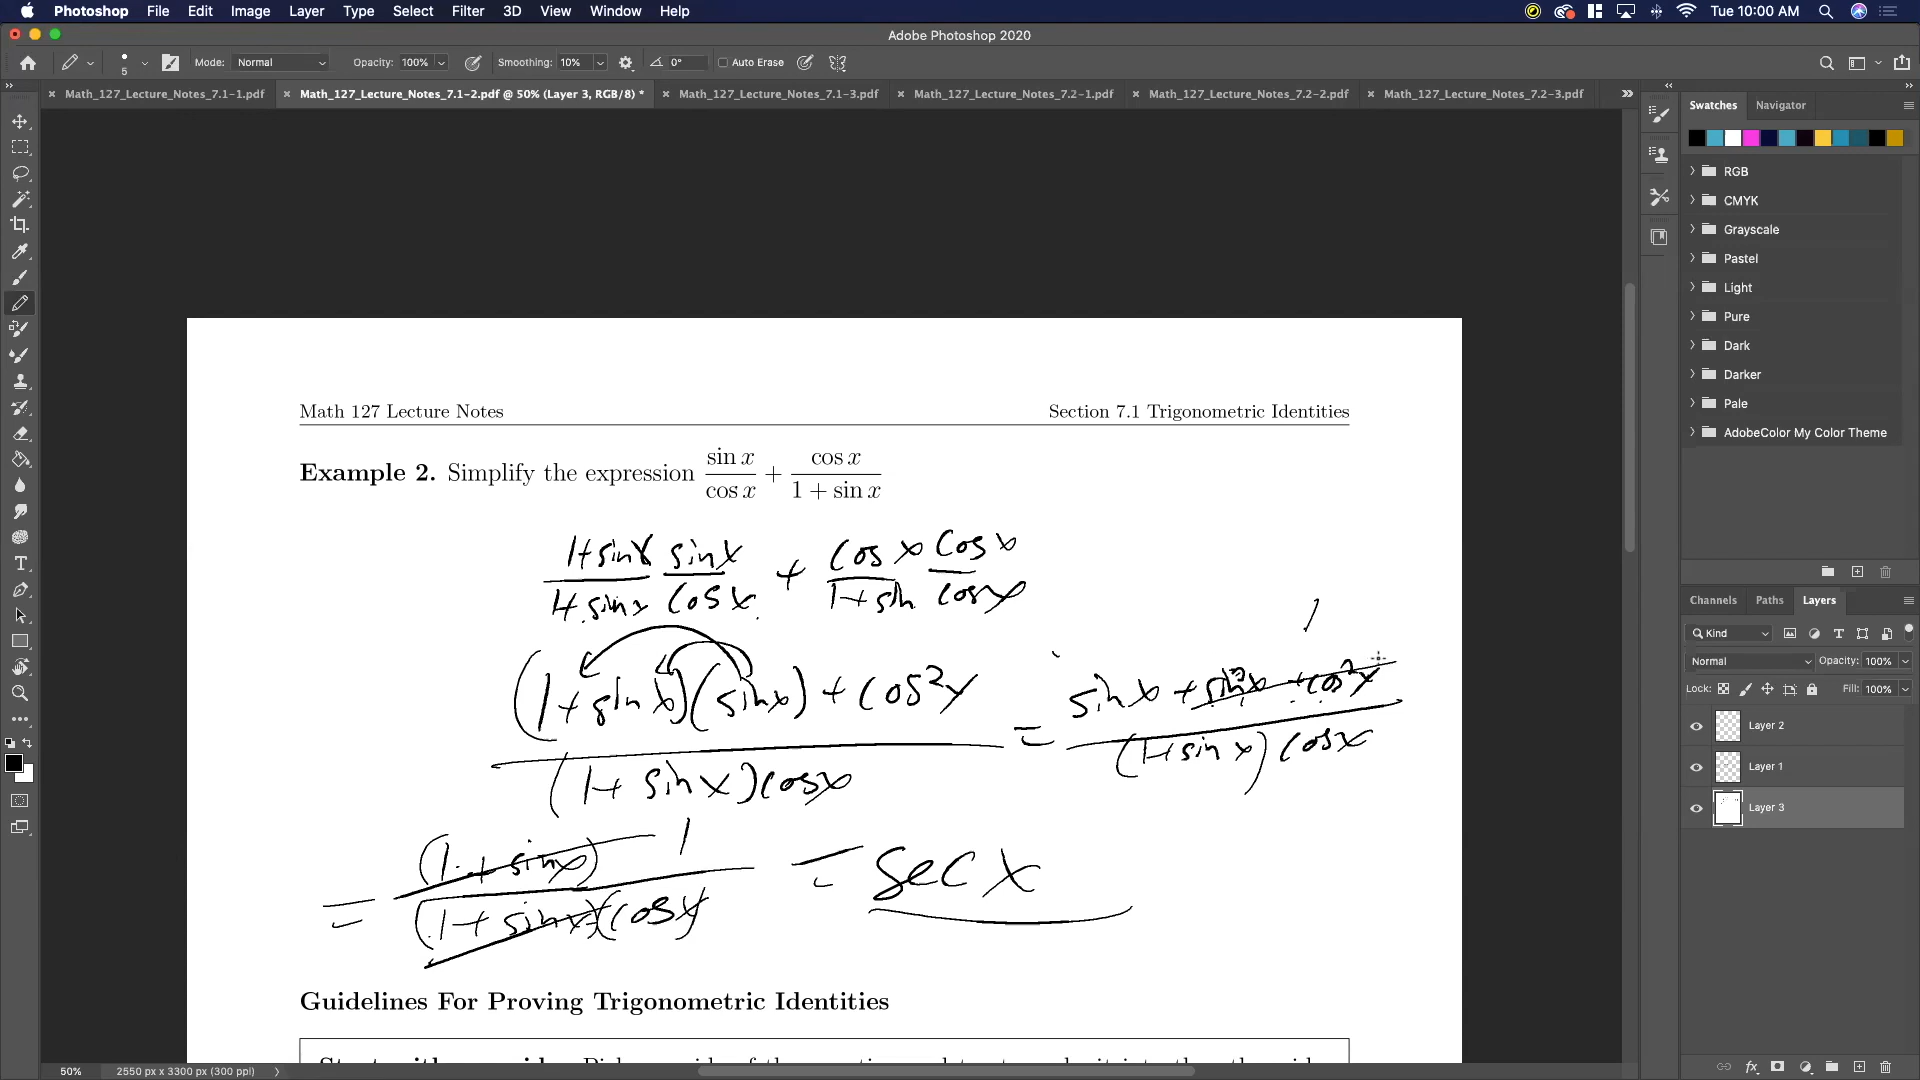 Photoshop File Edit Image Layer Type Select Filter 3D View Window Help Tue 10:00 AM
Adobe Photoshop 2020
5 Mode: Normal Opacity: 100% Smoothing: 10% 0° Auto Erase
Math_127_Lecture_Notes_7.1-1.pdf Math_127_Lecture_Notes_7.1-2.pdf @ 50% (Layer 3, RGB/8) * Math_127_Lecture_Notes_7.1-3.pdf Math_127_Lecture_Notes_7.2-1.pdf Math_127_Lecture_Notes_7.2-2.pdf Math_127_Lecture_Notes_7.2-3.pdf
Math 127 Lecture Notes Section 7.1 Trigonometric Identities
Example 2. Simplify the expression sin x / cos x + cos x / 1 + sin x
1+sinx sinx / 1+sinx cosx + cosx cosx / 1+sin cosx
(1+sinx)(sinx) + cos²x / (1+sinx)cosx = sinx + sin²x + cos²x / (1+sinx) cosx
1
= (1+sinx) / (1+sinx)(cosx) 1 = secx
Guidelines For Proving Trigonometric Identities
Swatches Navigator
RGB
CMYK
Grayscale
Pastel
Light
Pure
Dark
Darker
Pale
AdobeColor My Color Theme
Channels Paths Layers
Kind
Normal Opacity: 100%
Lock: Fill: 100%
Layer 2
Layer 1
Layer 3
fx
50% 2550 px x 3300 px (300 ppi)